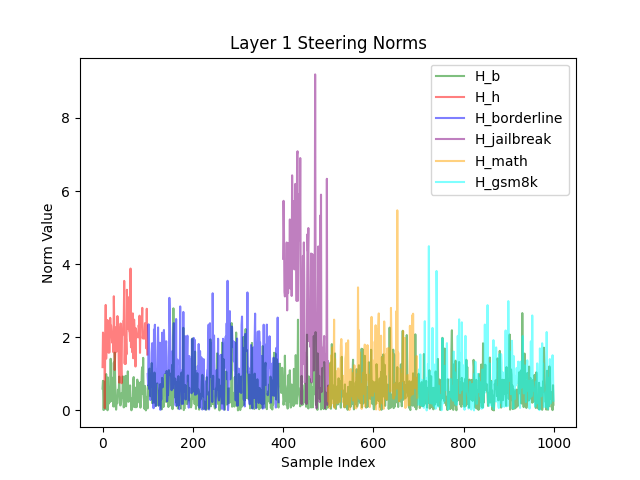 Layer 1 Steering Norms
H_b
H_h
H_borderline
H_jailbreak
H_math
H_gsm8k
Norm Value
8
6
4
2
0
0 200 400 600 800 1000
Sample Index